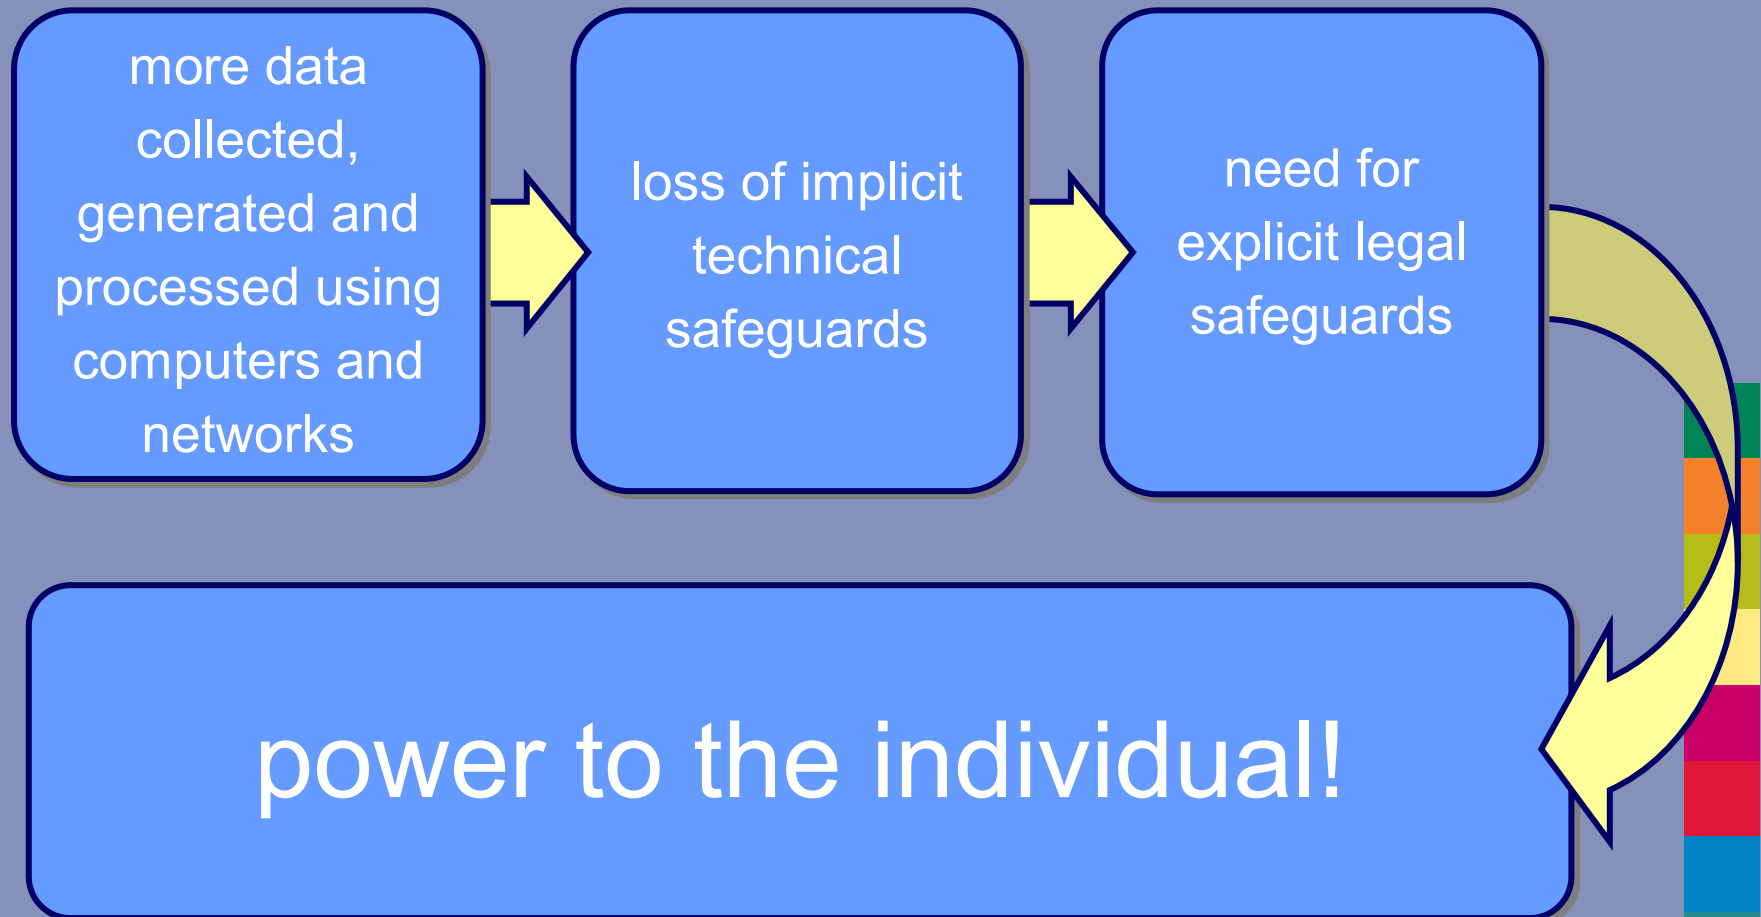 more data
collected,
generated and
processed using
computers and
networks
loss of implicit
technical
safeguards
need for
explicit legal
safeguards
power to the individual!